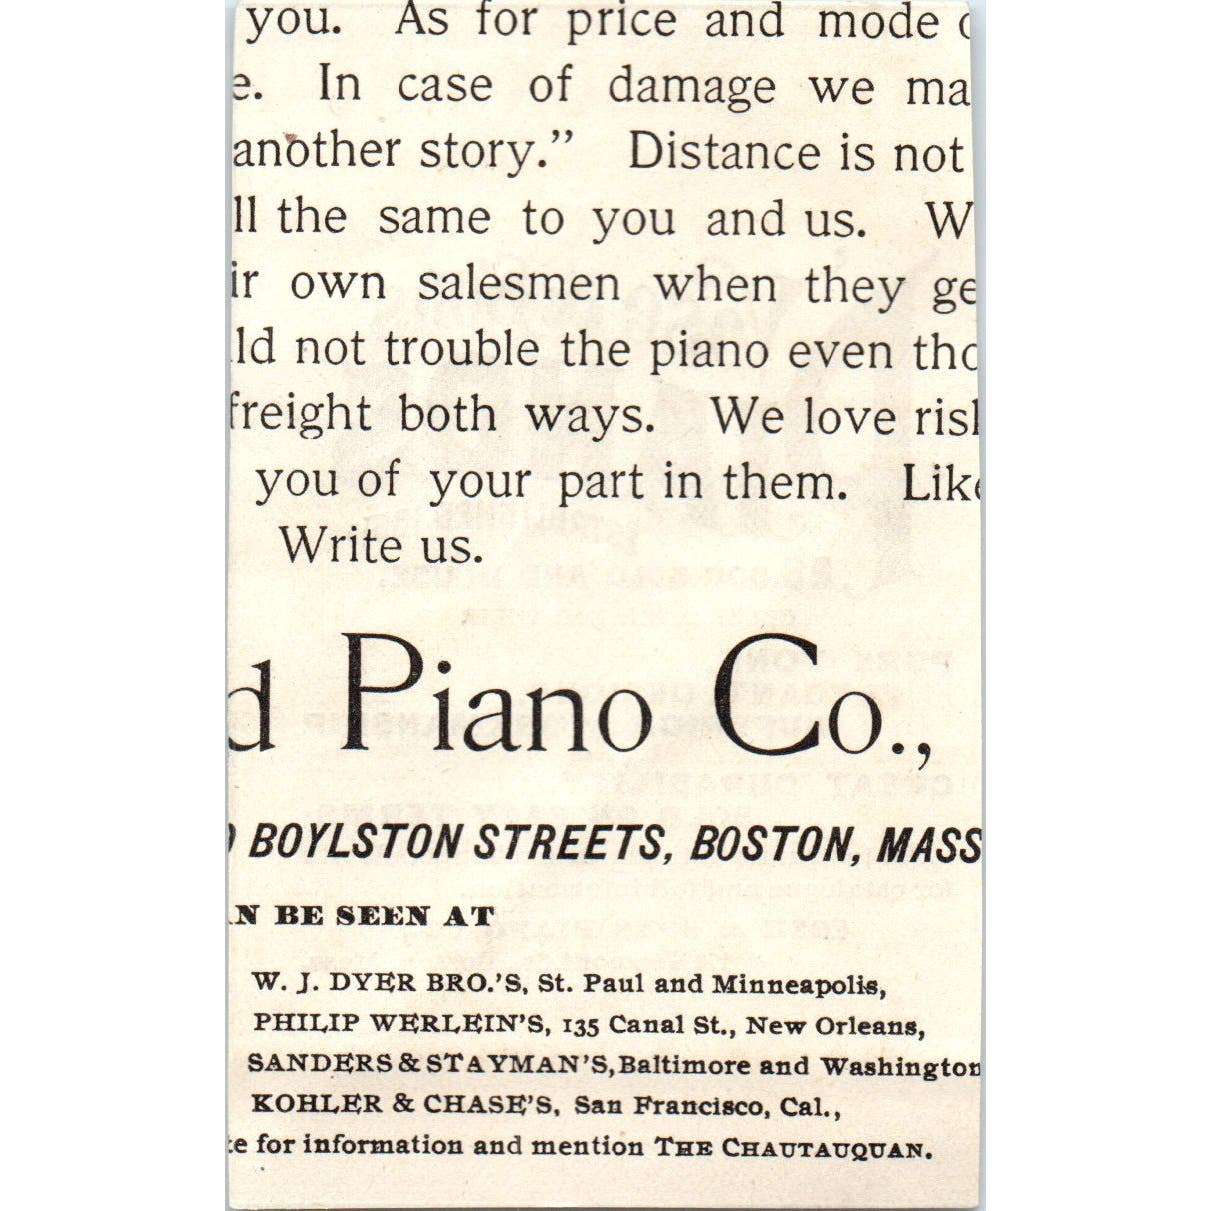 you. As for price and mode
e. In case of damage we ma
another story." Distance is not
ll the same to you and us. W
ir own salesmen when they ge
ld not trouble the piano even tho
freight both ways. We love ris
you of your part in them. Like
Write us.
d Piano Co.,
BOYLSTON STREETS, BOSTON, MASS
N BE SEEN AT
W. J. DYER BRO.'S, St. Paul and Minneapolis,
PHILIP WERLEIN'S, 135 Canal St., New Orleans,
SANDERS & STAYMAN'S, Baltimore and Washington
KOHLER & CHASE'S, San Francisco, Cal.,
te for information and mention THE CHAUTAUQUAN.